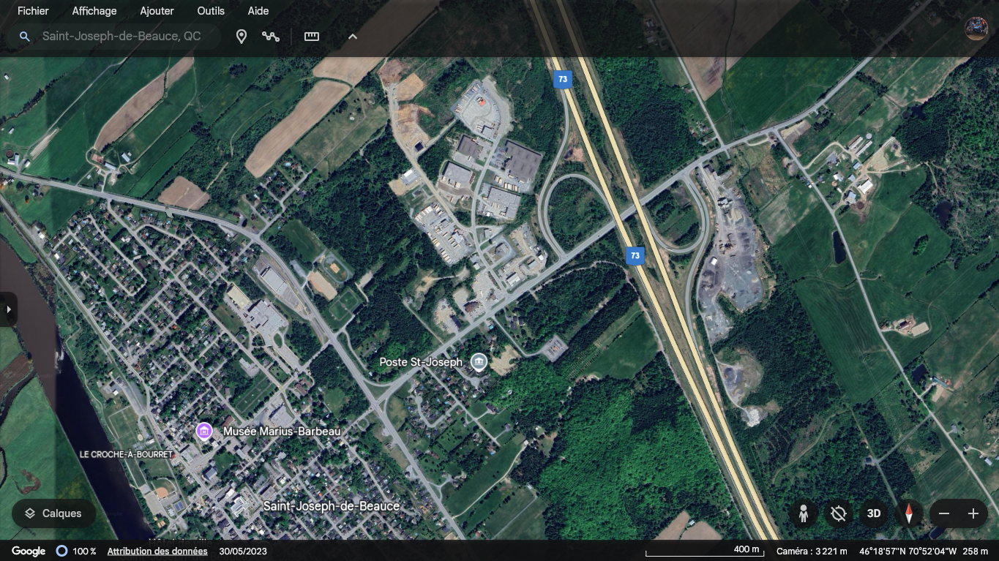 Fichier Affichage Ajouter Outils Aide
Saint-Joseph-de-Beauce, QC
73
73
Poste St-Joseph
Musée Marius-Barbeau
LE CROCHE-À-BOURRET
Saint-Joseph-de-Beauce
Calques
3D
Google 100 % Attribution des données 30/05/2023 400 m Caméra : 3 221 m 46°18'57"N 70°52'04"W 258 m